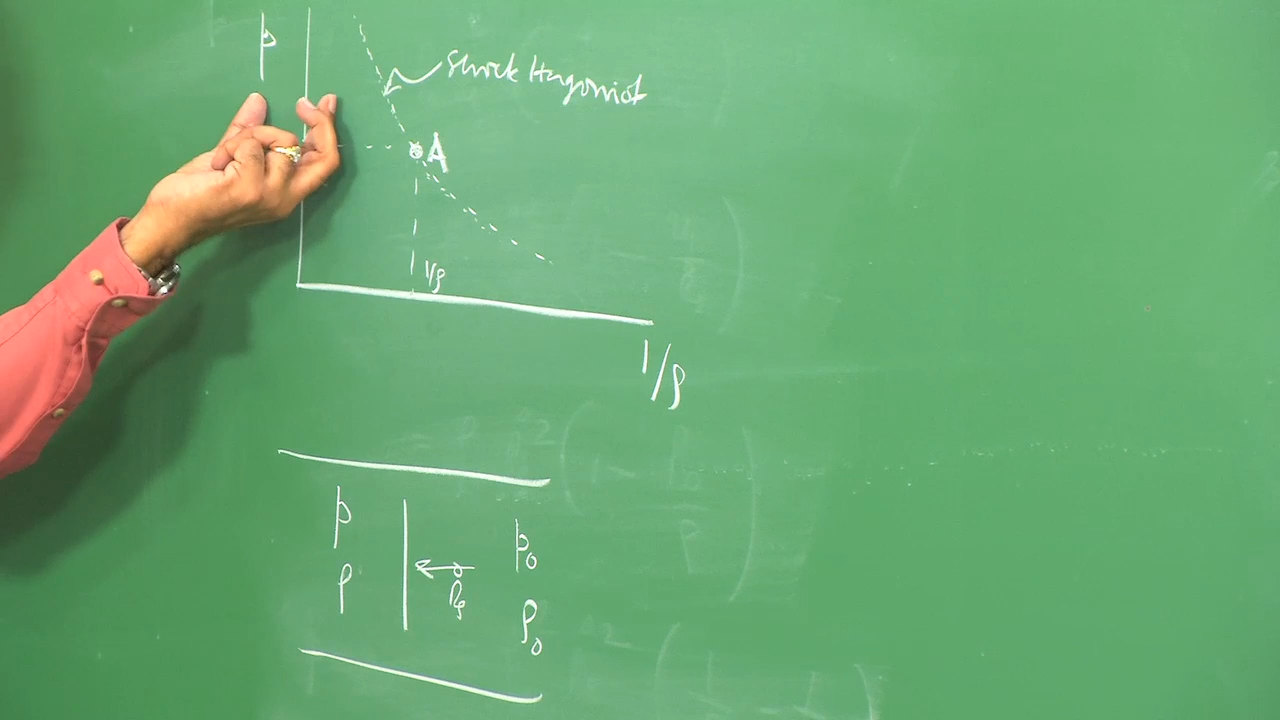 p
Shock Hugoniot
A
1/ρ
1/ρ
p
p₀
ρ
ρ₀